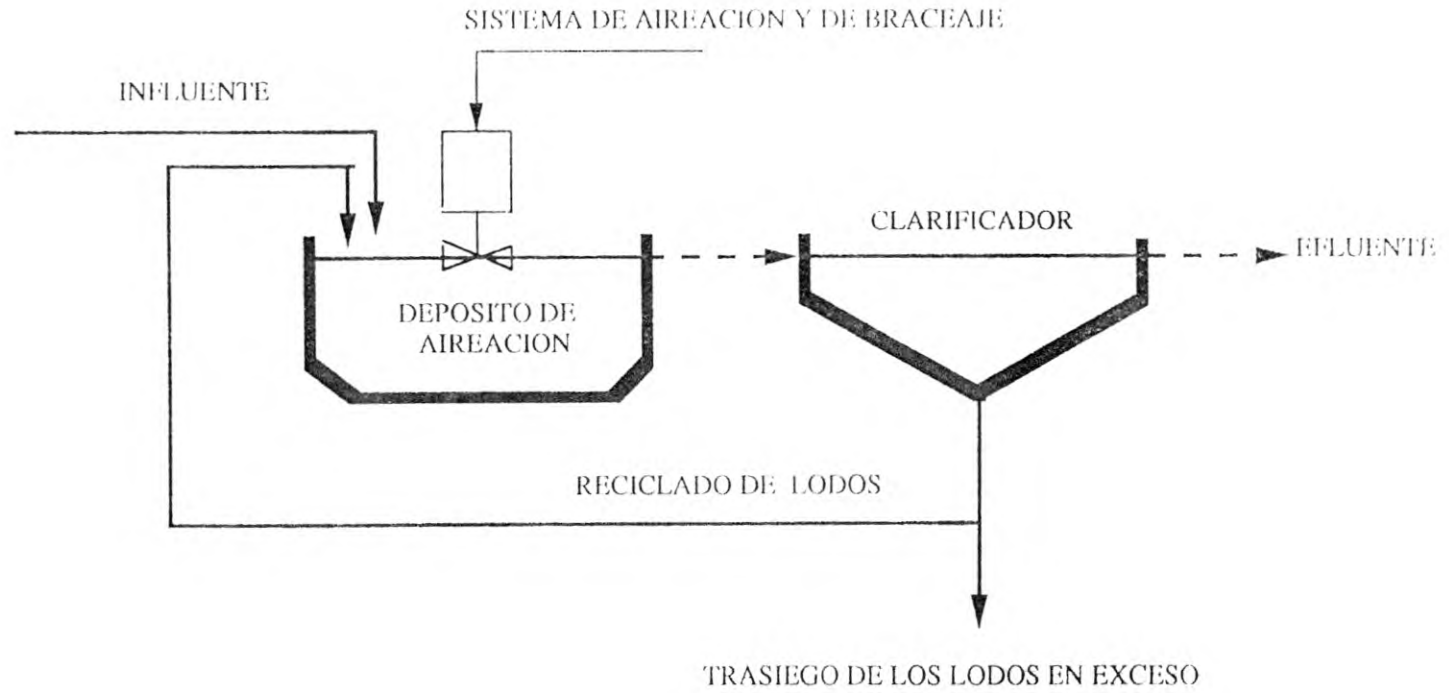 SISTEMA DE AIREACION Y DE BRACEAJE
INFLUENTE
CLARIFICADOR
EFLUENTE
DEPOSITO DE
AIREACION
RECICLADO DE LODOS
TRASIEGO DE LOS LODOS EN EXCESO